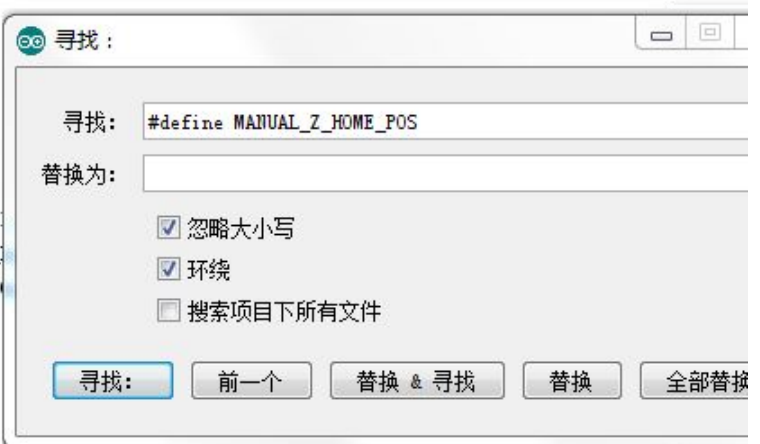 寻找：
寻找： #define MANUAL_Z_HOME_POS
替换为：
忽略大小写
环绕
搜索项目下所有文件
寻找： 前一个 替换 & 寻找 替换 全部替换